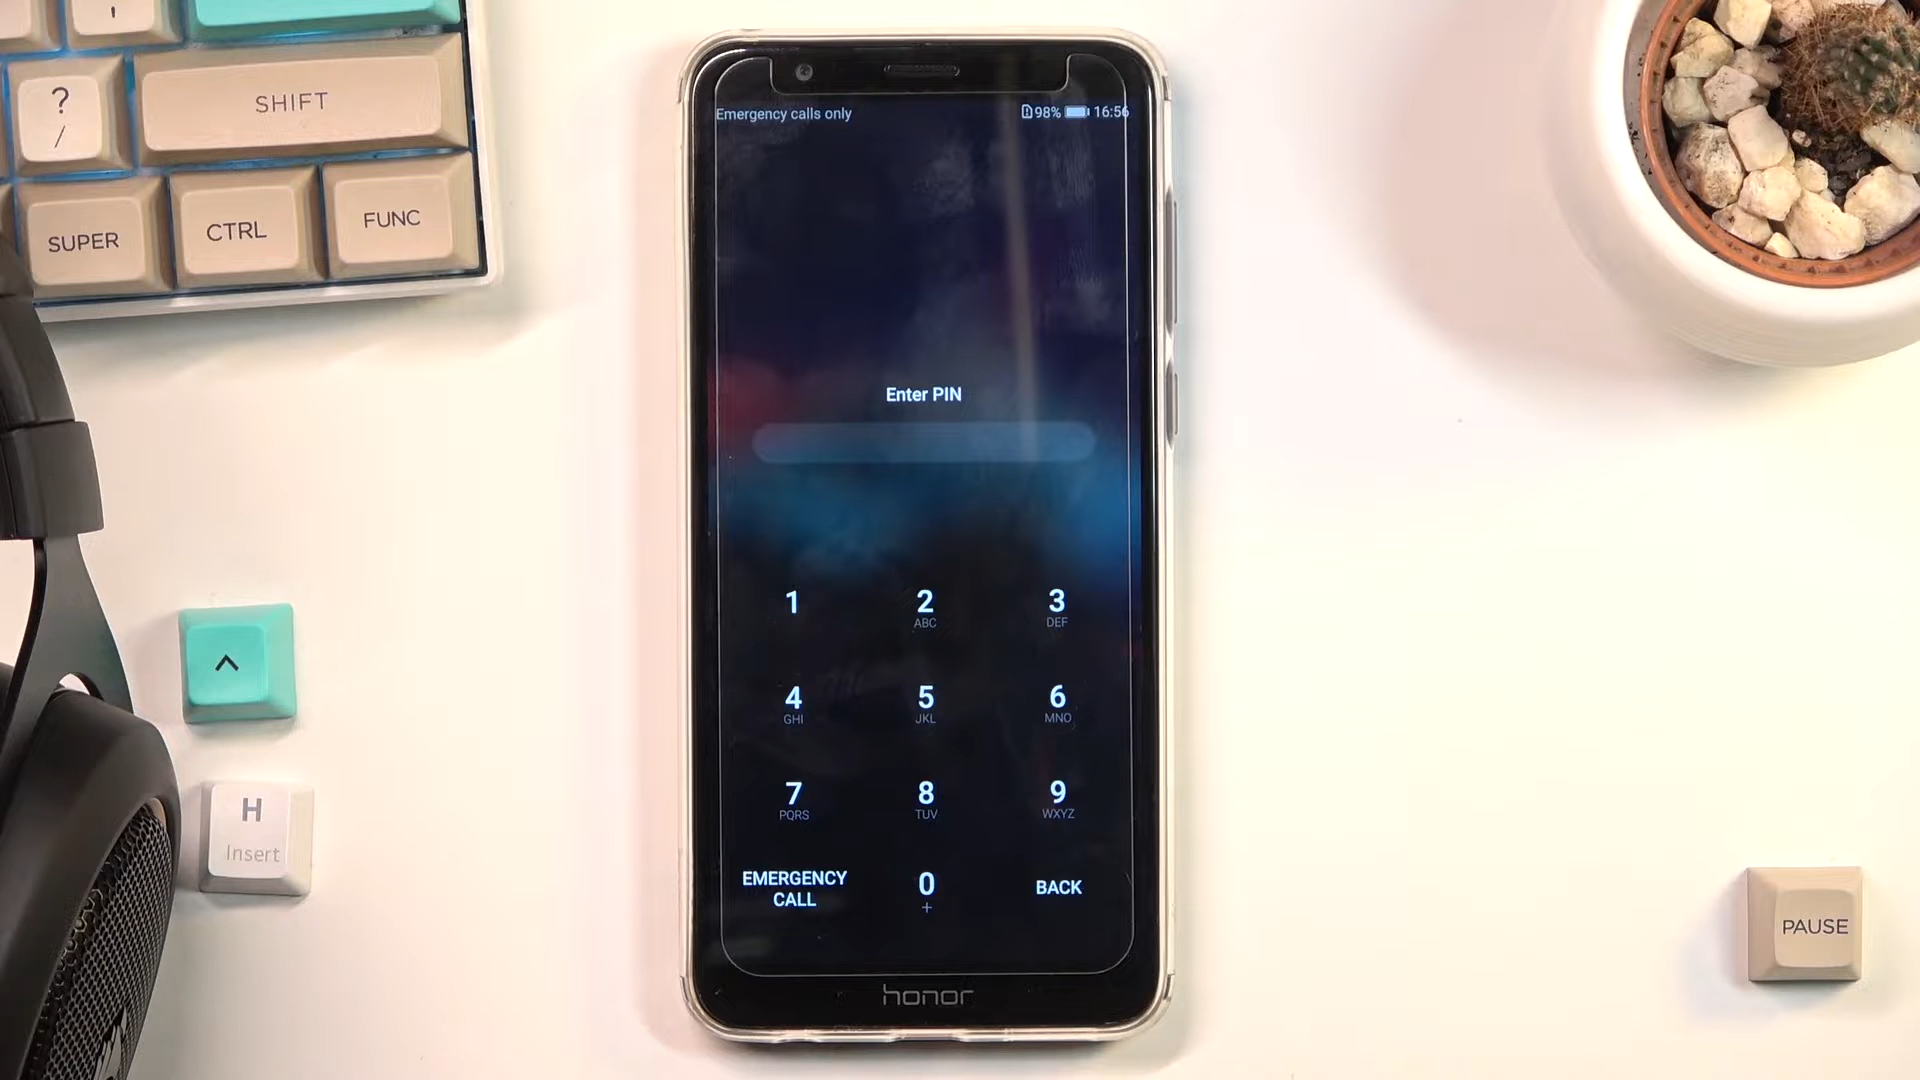 ?
/
SHIFT
SUPER
CTRL
FUNC
^
H
Insert
Emergency calls only
98% 16:56
Enter PIN
1
2
ABC
3
DEF
4
GHI
5
JKL
6
MNO
7
PQRS
8
TUV
9
WXYZ
EMERGENCY
CALL
0
+
BACK
honor
PAUSE